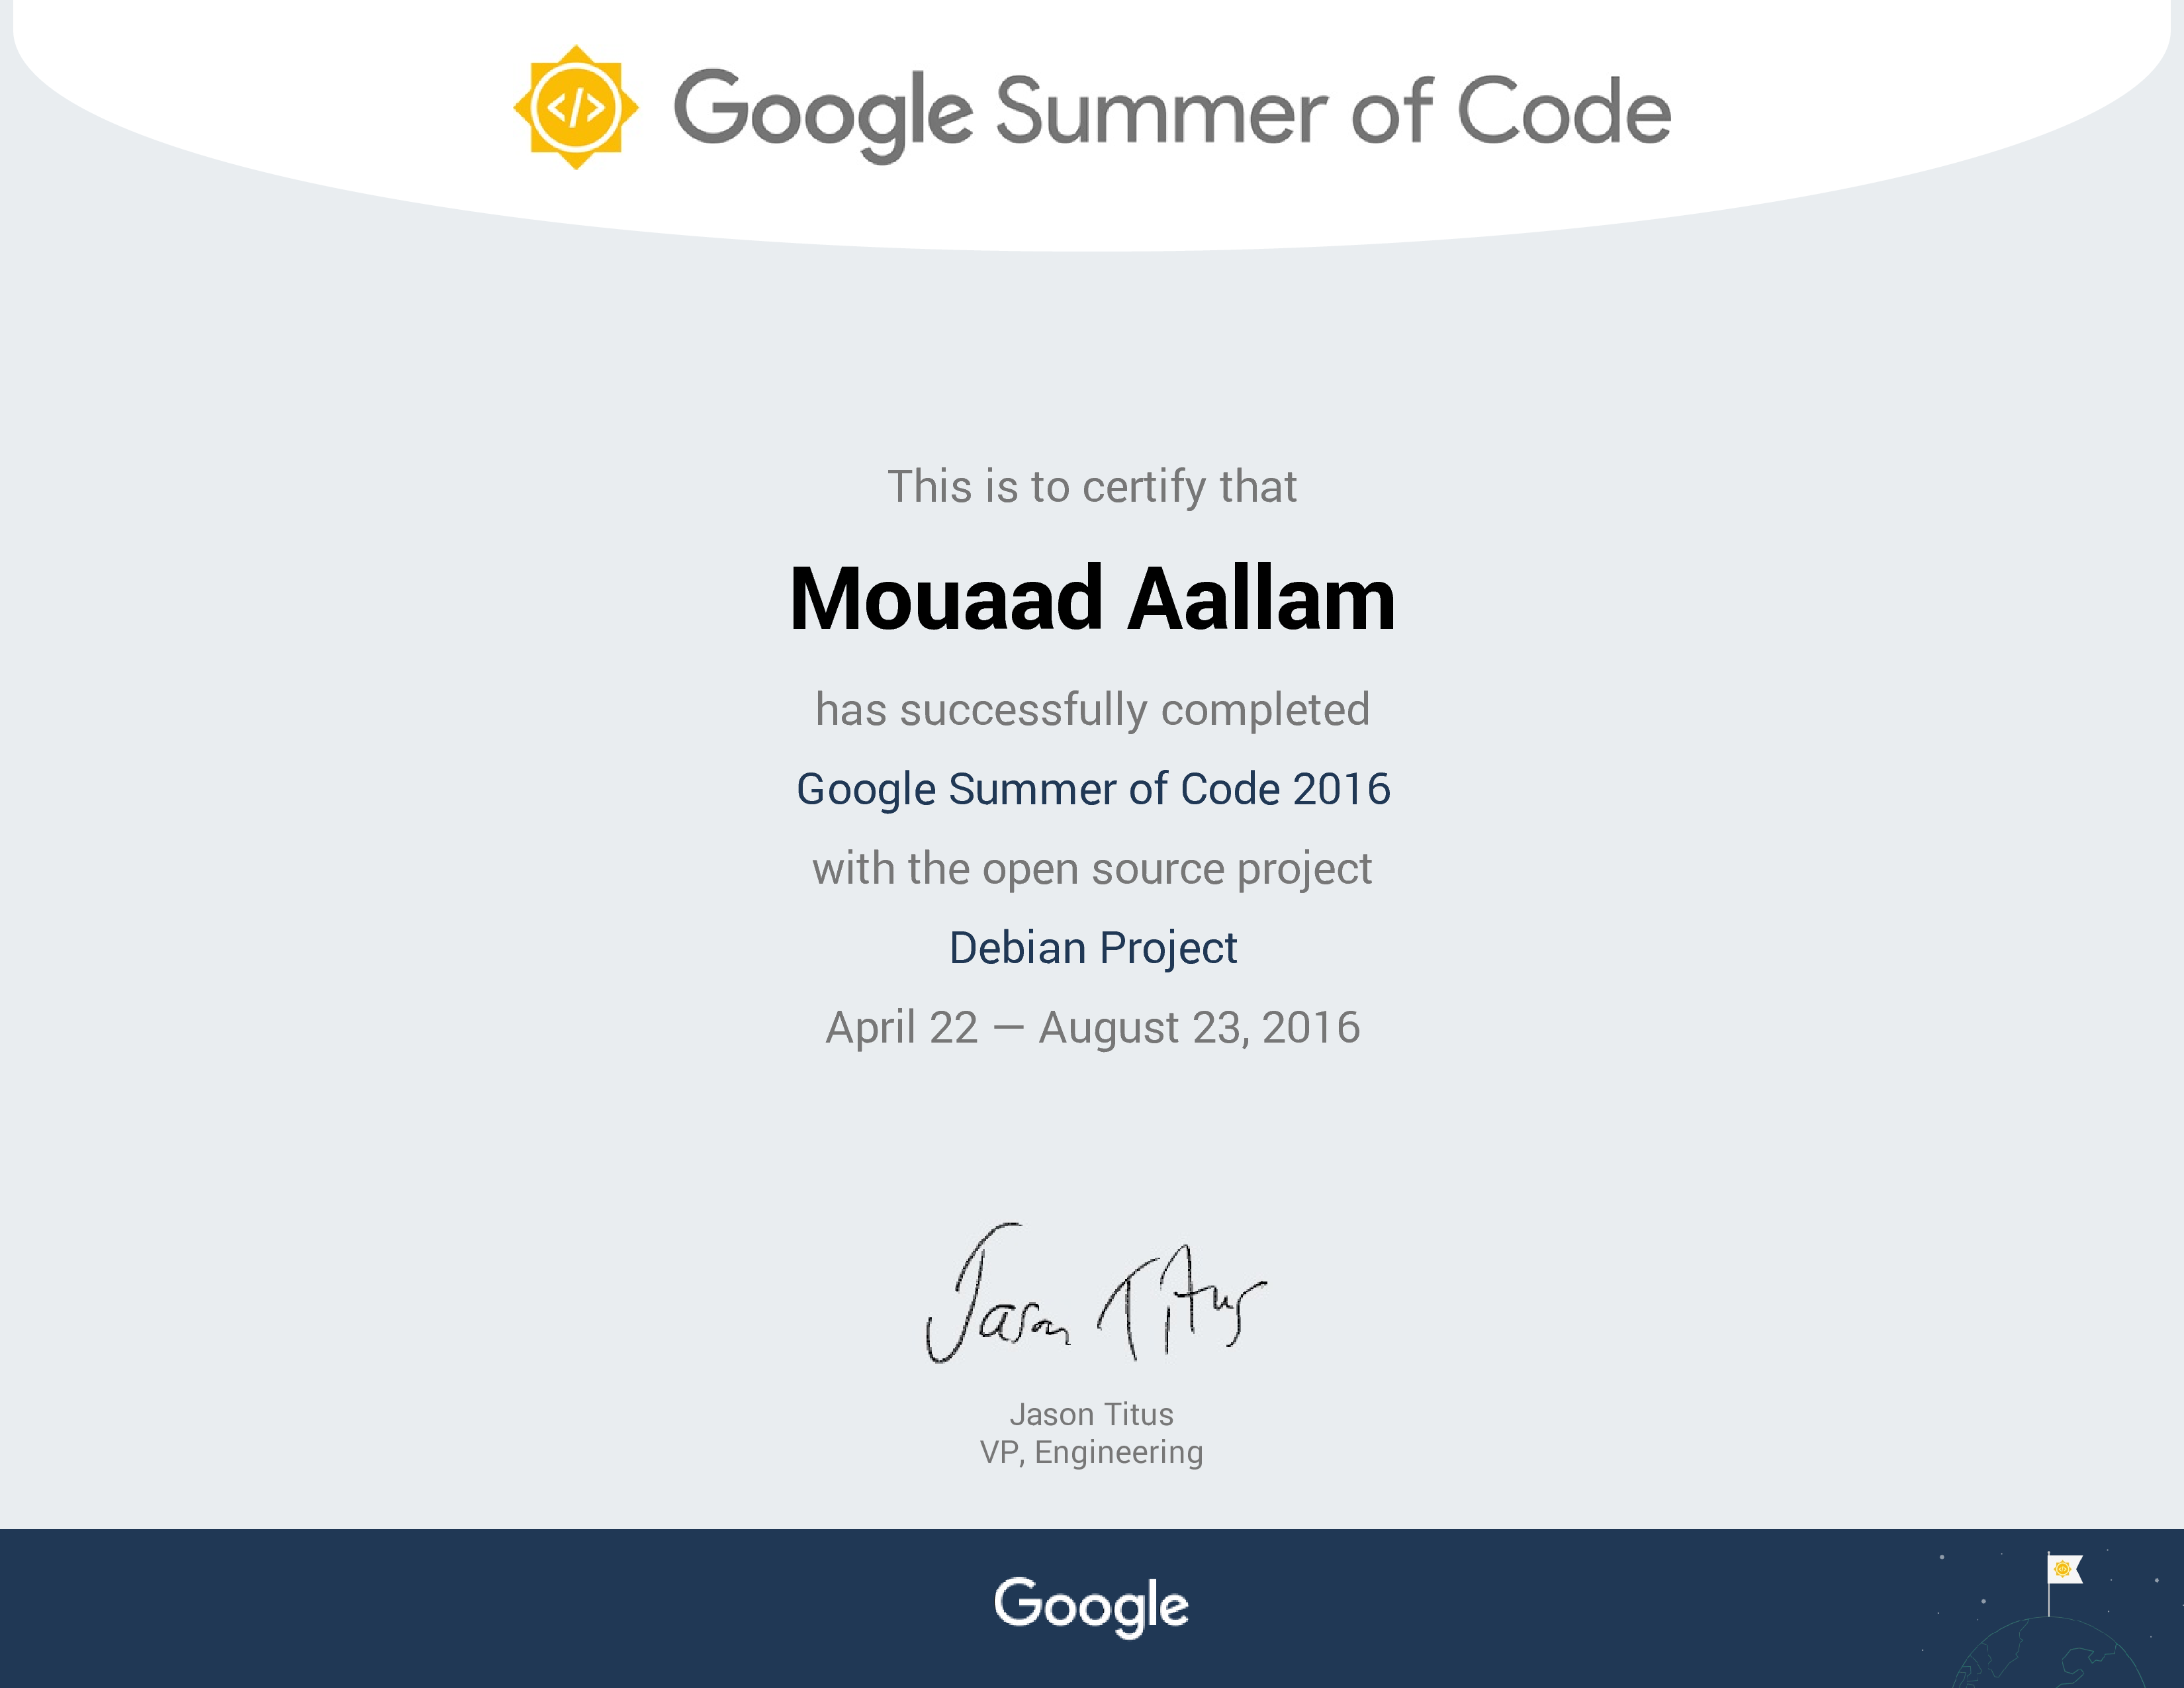 </> Google Summer of Code
This is to certify that
Mouaad Aallam
has successfully completed
Google Summer of Code 2016
with the open source project
Debian Project
April 22 — August 23, 2016
Jason Titus
Jason Titus
VP, Engineering
Google